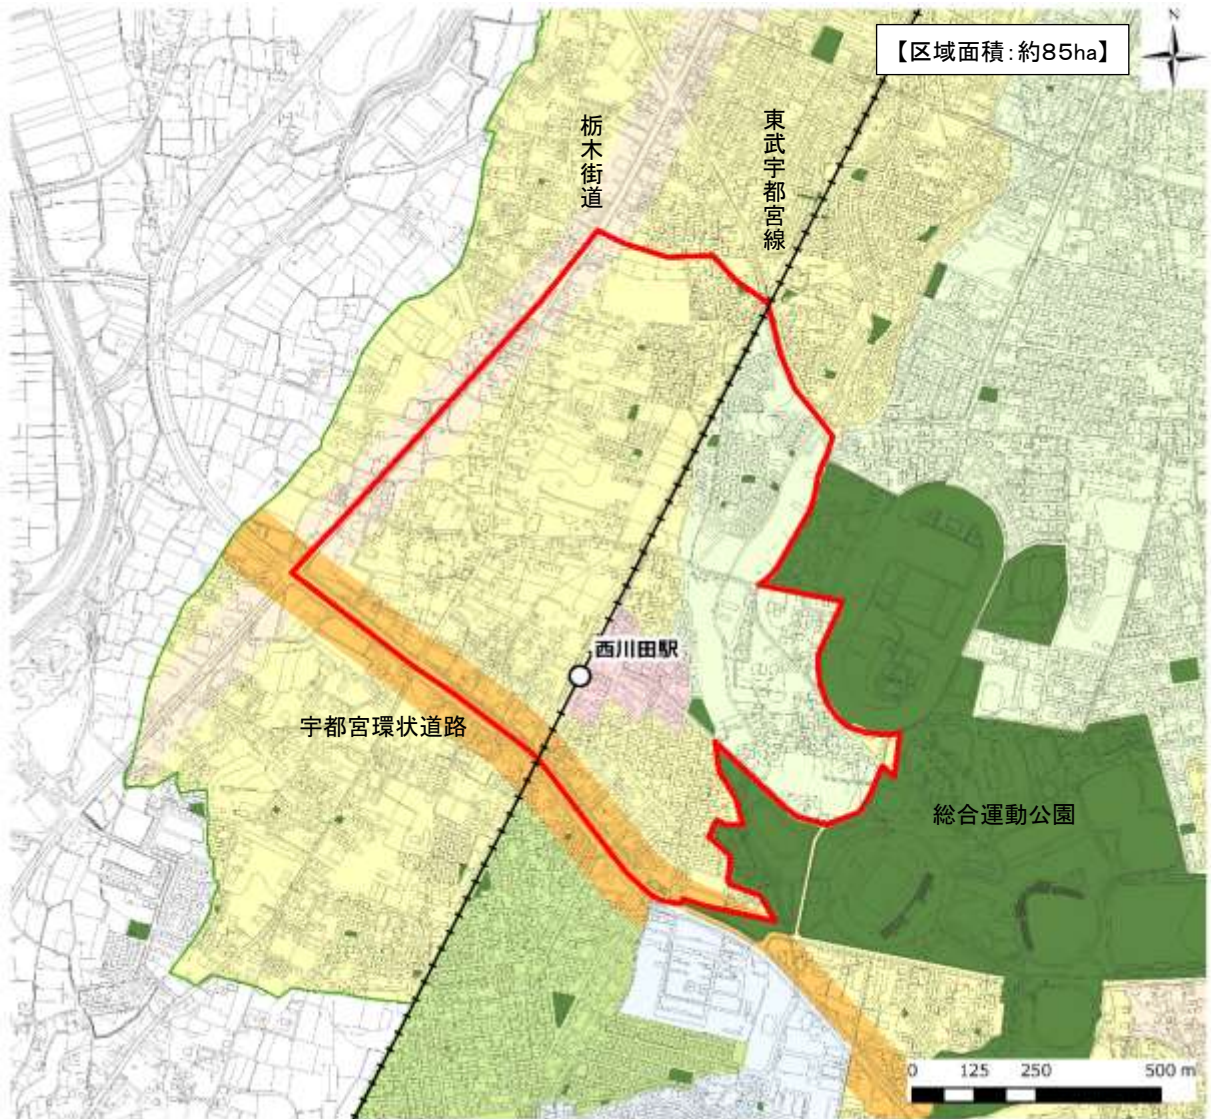 【区域面積:約85ha】
N
栃木街道
東武宇都宮線
西川田駅
宇都宮環状道路
総合運動公園
0 125 250 500 m